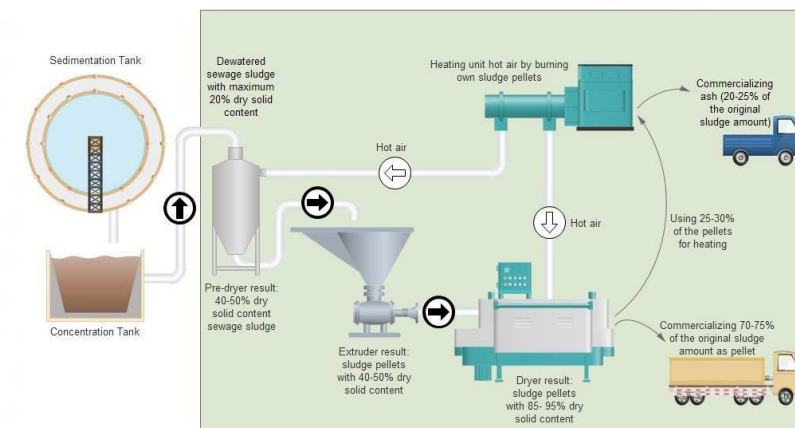 Sedimentation Tank
Concentration Tank
Dewatered
sewage sludge
with maximum
20% dry solid
content
Pre-dryer result:
40-50% dry
solid content
sewage sludge
Hot air
Heating unit hot air by burning
own sludge pellets
Hot air
Extruder result:
sludge pellets
with 40-50% dry
solid content
Dryer result:
sludge pellets
with 85- 95% dry
solid content
Commercializing
ash (20-25% of
the original
sludge amount)
Using 25-30%
of the pellets
for heating
Commercializing 70-75%
of the original sludge
amount as pellet